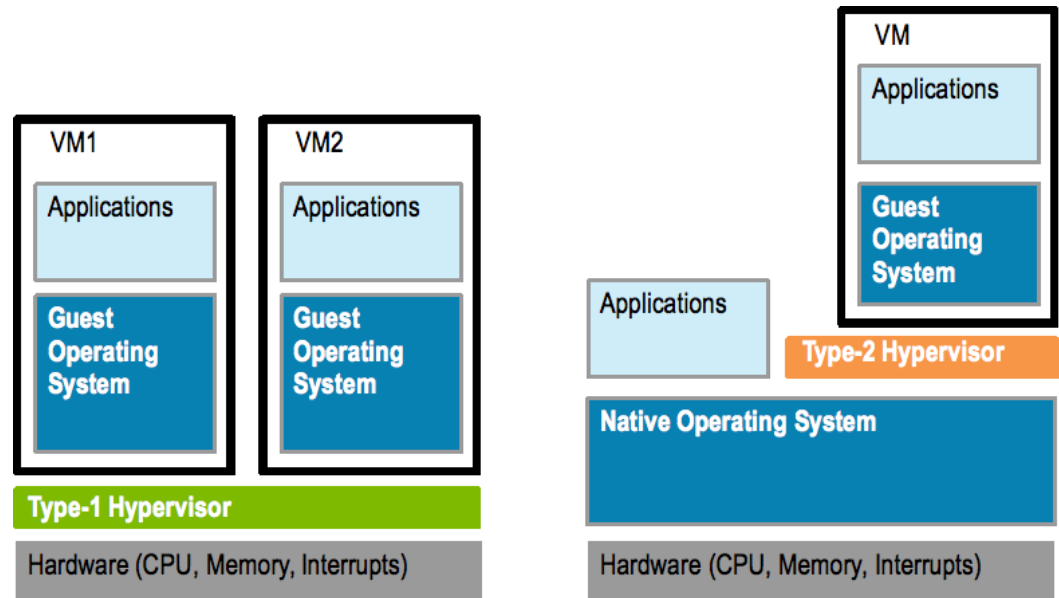 VM1
Applications
Guest
Operating
System
VM2
Applications
Guest
Operating
System
Type-1 Hypervisor
Hardware (CPU, Memory, Interrupts)
VM
Applications
Guest
Operating
System
Applications
Type-2 Hypervisor
Native Operating System
Hardware (CPU, Memory, Interrupts)